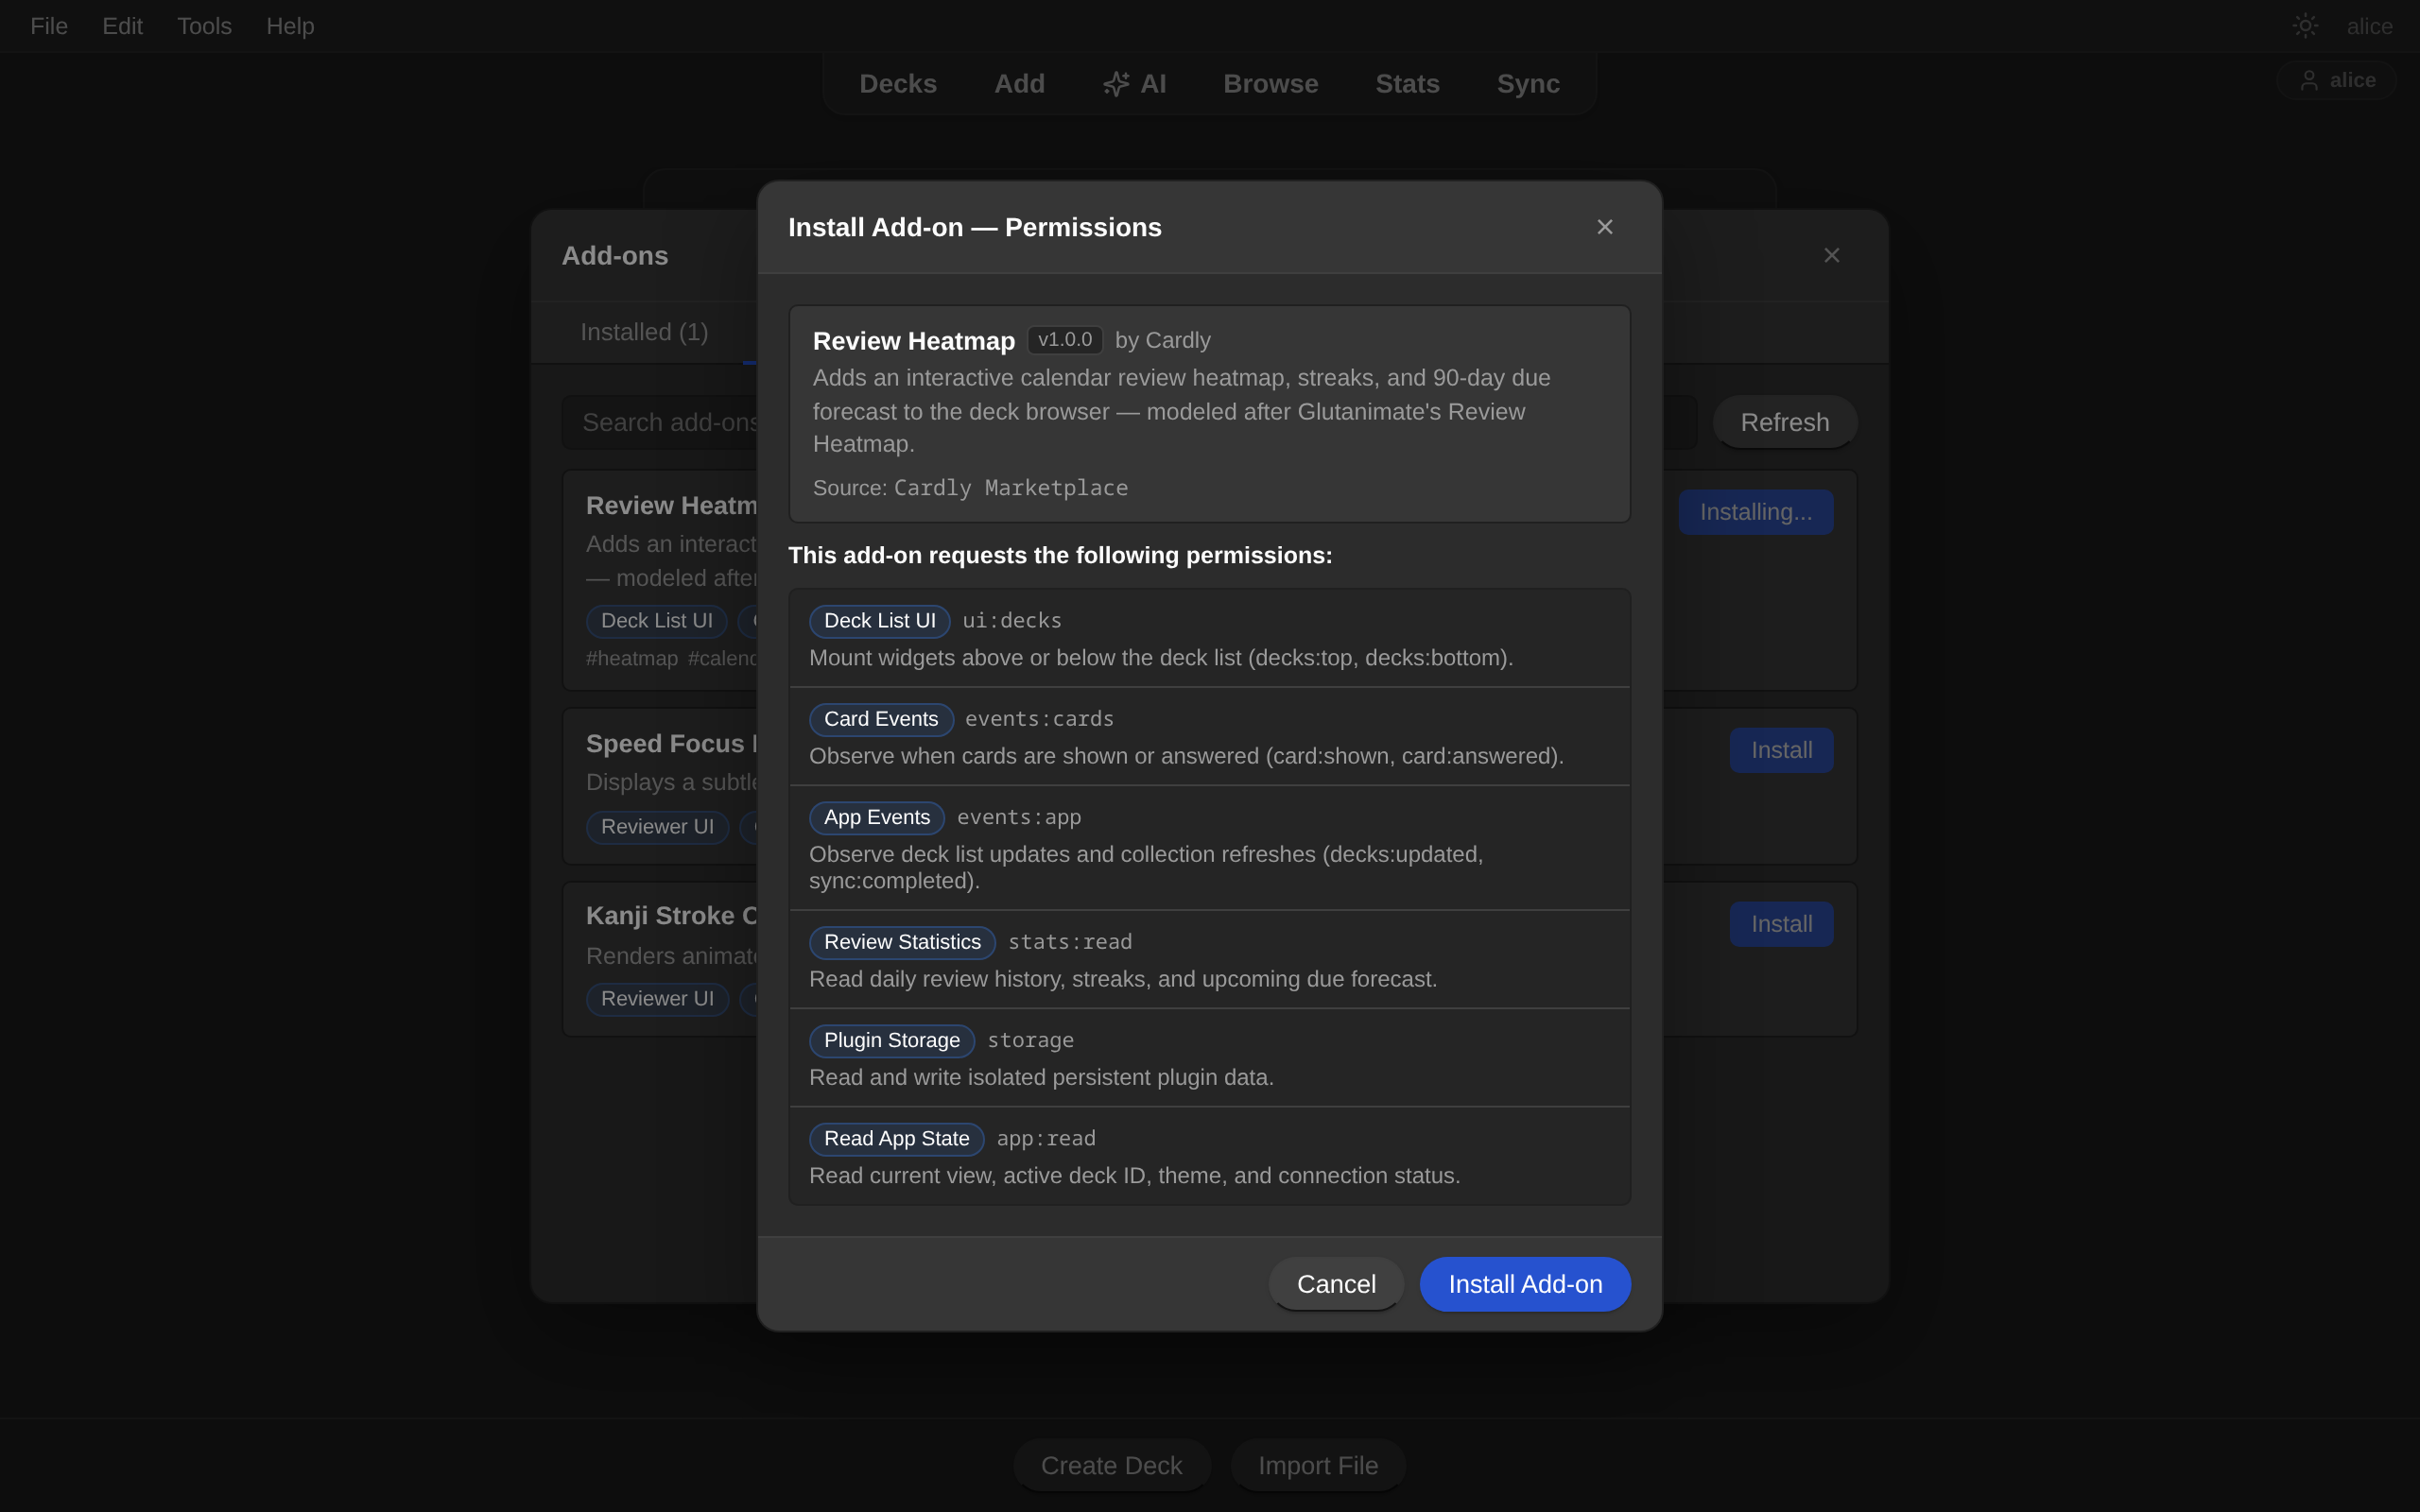 File Edit Tools Help alice
Decks Add AI Browse Stats Sync
alice
Add-ons
Installed (1)
Search add-ons
Refresh
Review Heatm
Adds an interact
— modeled after
Deck List UI
#heatmap #calend
Installing...
Speed Focus
Displays a subtle
Reviewer UI
Install
Kanji Stroke O
Renders animate
Reviewer UI
Install
Install Add-on — Permissions
Review Heatmap v1.0.0 by Cardly
Adds an interactive calendar review heatmap, streaks, and 90-day due
forecast to the deck browser — modeled after Glutanimate's Review
Heatmap.
Source: Cardly Marketplace
This add-on requests the following permissions:
Deck List UI ui:decks
Mount widgets above or below the deck list (decks:top, decks:bottom).
Card Events events:cards
Observe when cards are shown or answered (card:shown, card:answered).
App Events events:app
Observe deck list updates and collection refreshes (decks:updated,
sync:completed).
Review Statistics stats:read
Read daily review history, streaks, and upcoming due forecast.
Plugin Storage storage
Read and write isolated persistent plugin data.
Read App State app:read
Read current view, active deck ID, theme, and connection status.
Cancel Install Add-on
Create Deck Import File